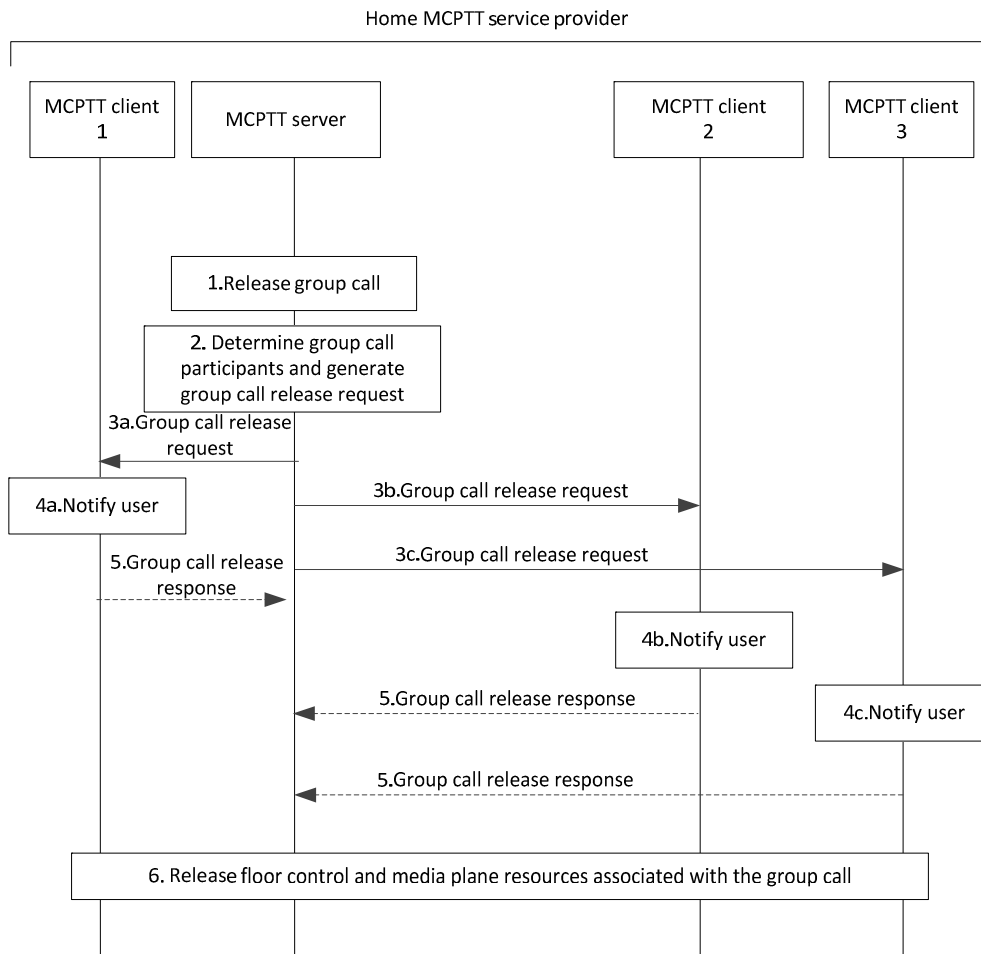 Home MCPTT service provider
MCPTT client
1
MCPTT server
MCPTT client
2
MCPTT client
3
1.Release group call
2. Determine group call
participants and generate
group call release request
3a.Group call release
request
4a.Notify user
3b.Group call release request
5.Group call release
response
3c.Group call release request
4b.Notify user
5.Group call release response
4c.Notify user
5.Group call release response
6. Release floor control and media plane resources associated with the group call